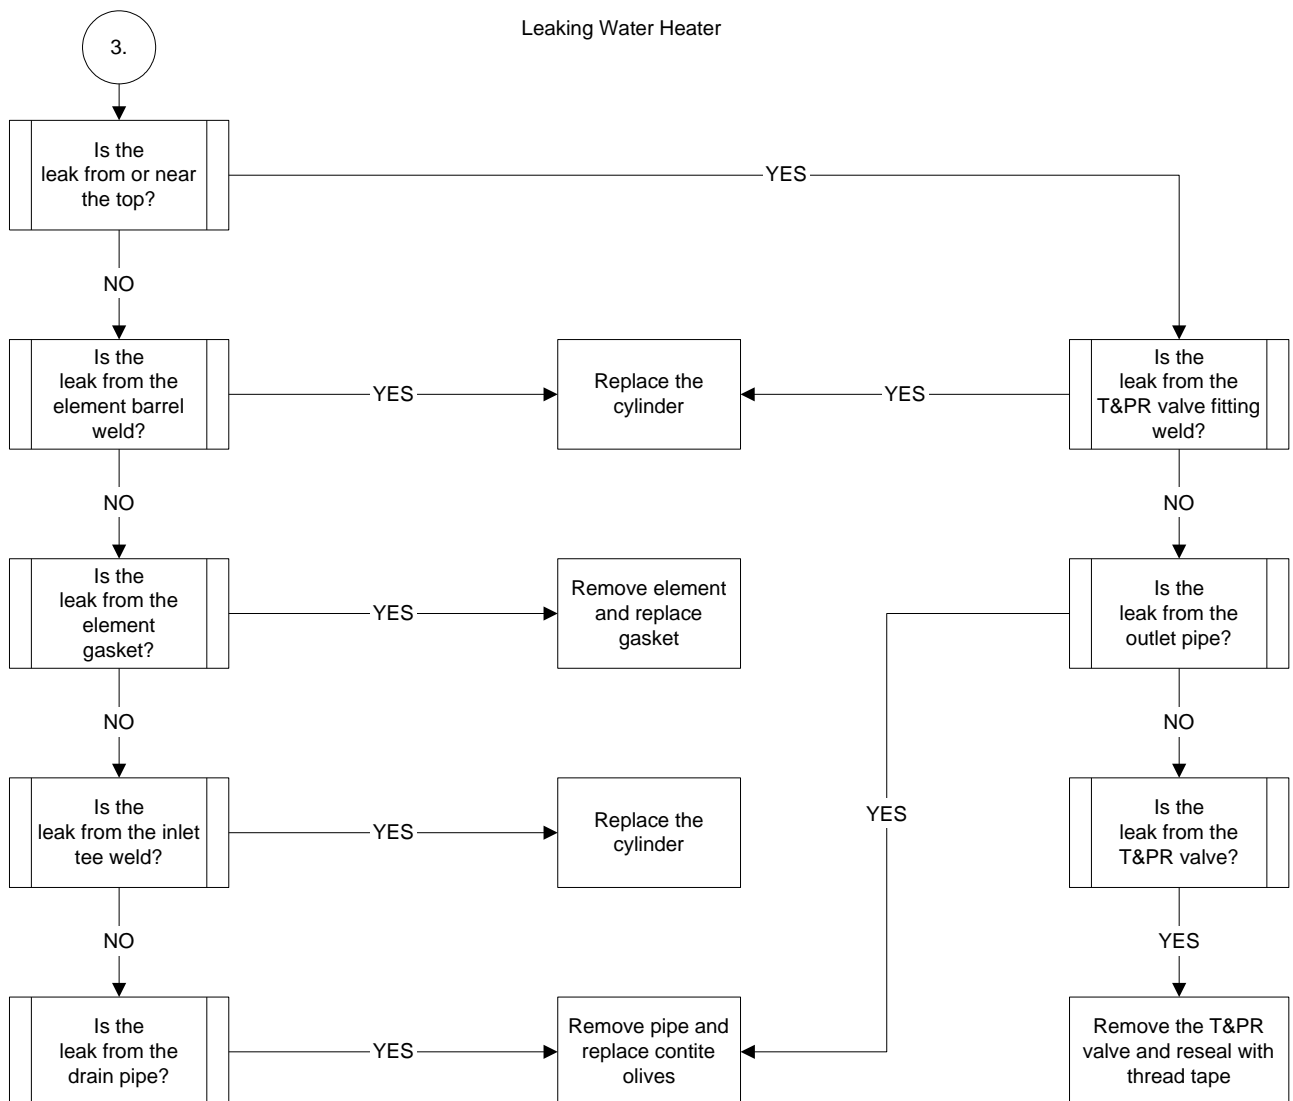 Leaking Water Heater
3.
Is the
leak from or near
the top?
YES
NO
Is the
leak from the
element barrel
weld?
YES
Replace the
cylinder
YES
Is the
leak from the
T&PR valve fitting
weld?
NO
NO
Is the
leak from the
element
gasket?
YES
Remove element
and replace
gasket
Is the
leak from the
outlet pipe?
NO
NO
Is the
leak from the inlet
tee weld?
YES
Replace the
cylinder
YES
Is the
leak from the
T&PR valve?
NO
YES
Is the
leak from the
drain pipe?
YES
Remove pipe and
replace contite
olives
Remove the T&PR
valve and reseal with
thread tape